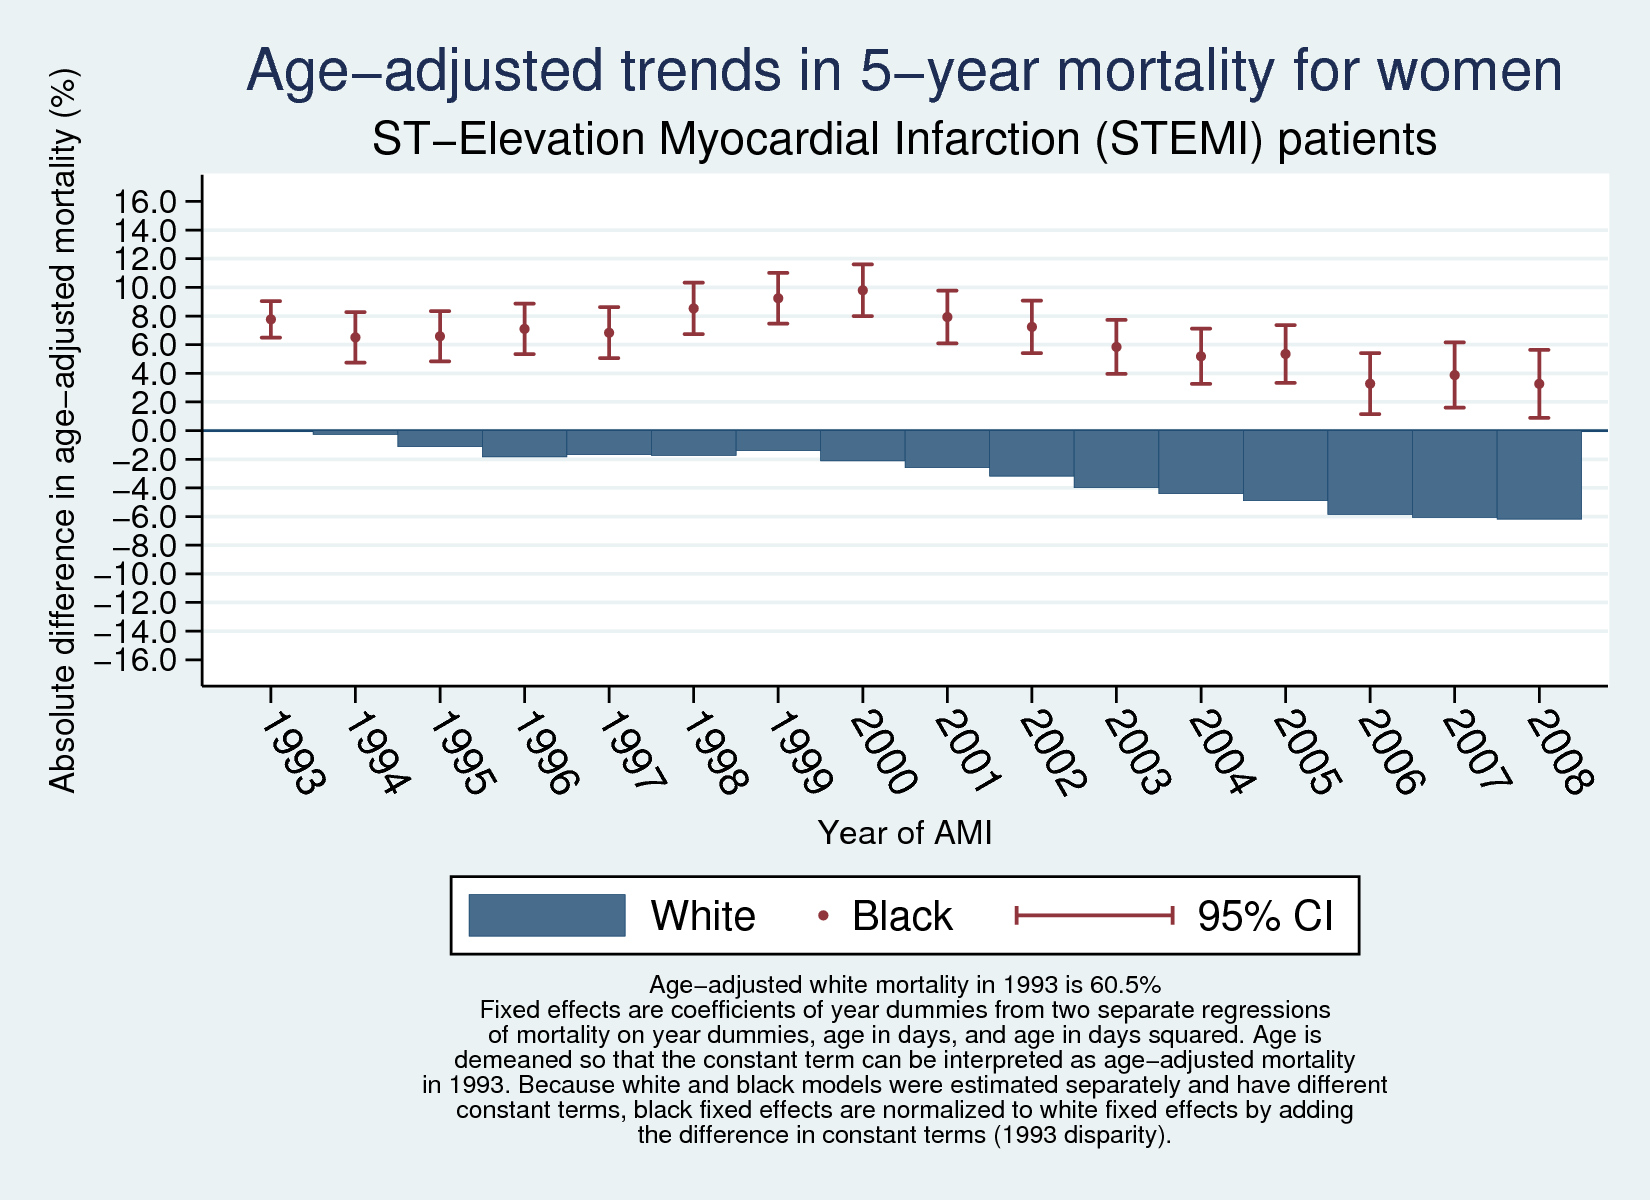 Age−adjusted trends in 5−year mortality for women
ST−Elevation Myocardial Infarction (STEMI) patients
Absolute difference in age−adjusted mortality (%)
16.0
14.0
12.0
10.0
8.0
6.0
4.0
2.0
0.0
−2.0
−4.0
−6.0
−8.0
−10.0
−12.0
−14.0
−16.0
1993 1994 1995 1996 1997 1998 1999 2000 2001 2002 2003 2004 2005 2006 2007 2008
Year of AMI
White Black 95% CI
Age−adjusted white mortality in 1993 is 60.5%
Fixed effects are coefficients of year dummies from two separate regressions
of mortality on year dummies, age in days, and age in days squared. Age is
demeaned so that the constant term can be interpreted as age−adjusted mortality
in 1993. Because white and black models were estimated separately and have different
constant terms, black fixed effects are normalized to white fixed effects by adding
the difference in constant terms (1993 disparity).